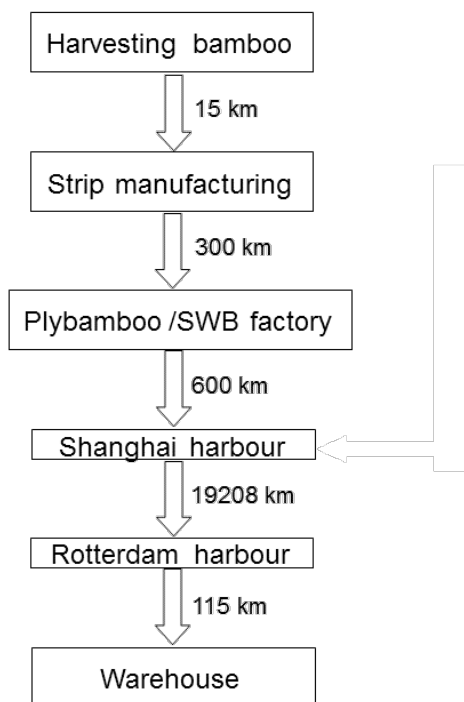 Harvesting bamboo
15 km
Strip manufacturing
300 km
Plybamboo /SWB factory
600 km
Shanghai harbour
19208 km
Rotterdam harbour
115 km
Warehouse